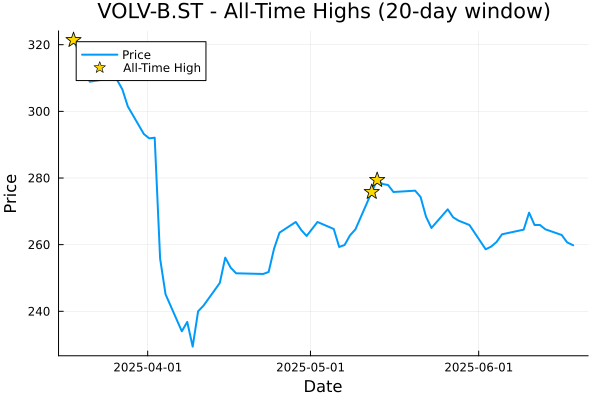 VOLV-B.ST - All-Time Highs (20-day window)
Price
All-Time High
320
300
280
260
240
Price
2025-04-01
2025-05-01
2025-06-01
Date